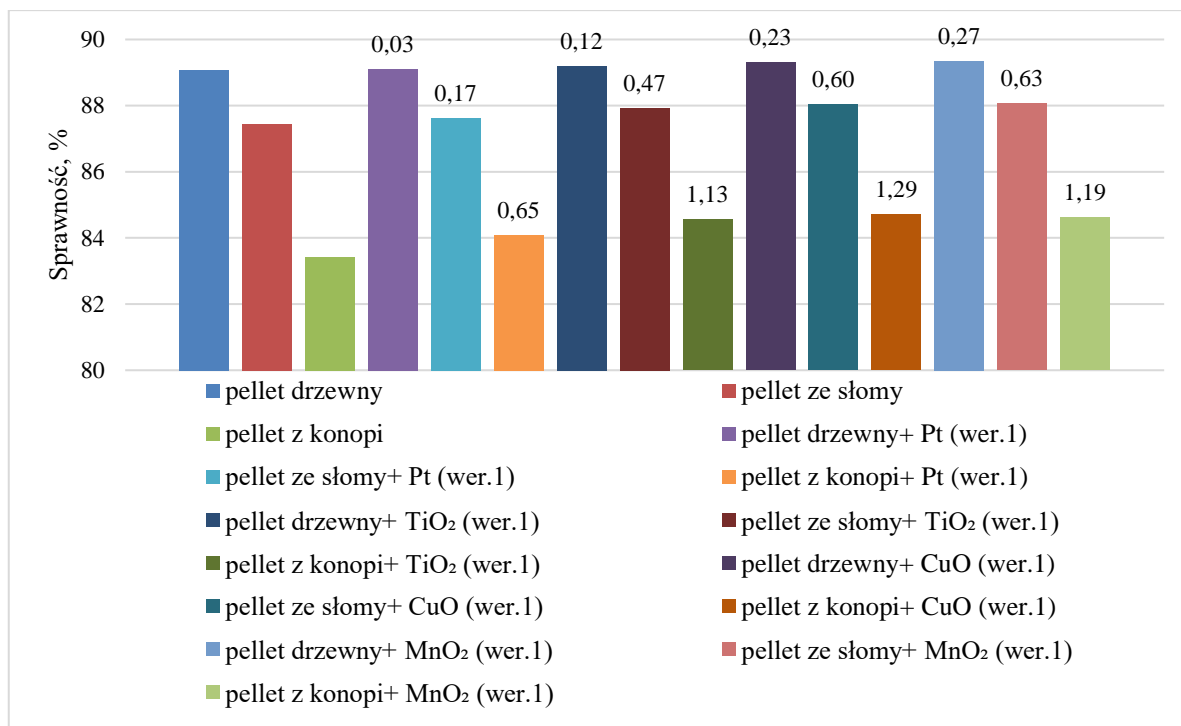 90
88
86
84
82
80
Sprawność, %
0,03
0,17
0,65
0,12
0,47
1,13
0,23
0,60
1,29
0,27
0,63
1,19
pellet drzewny
pellet ze słomy
pellet z konopi
pellet drzewny+ Pt (wer.1)
pellet ze słomy+ Pt (wer.1)
pellet z konopi+ Pt (wer.1)
pellet drzewny+ TiO₂ (wer.1)
pellet ze słomy+ TiO₂ (wer.1)
pellet z konopi+ TiO₂ (wer.1)
pellet drzewny+ CuO (wer.1)
pellet ze słomy+ CuO (wer.1)
pellet z konopi+ CuO (wer.1)
pellet drzewny+ MnO₂ (wer.1)
pellet ze słomy+ MnO₂ (wer.1)
pellet z konopi+ MnO₂ (wer.1)